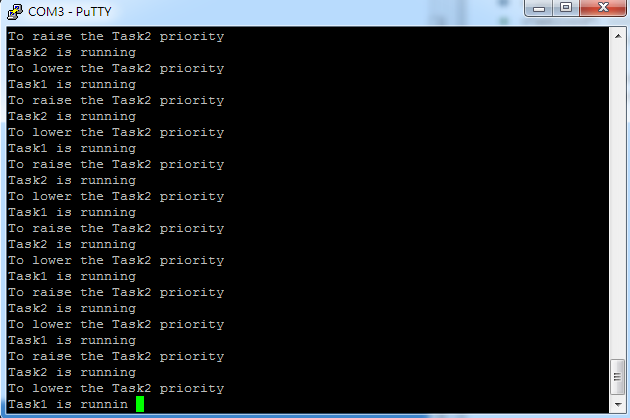 COM3 - PuTTY
To raise the Task2 priority
Task2 is running
To lower the Task2 priority
Task1 is running
To raise the Task2 priority
Task2 is running
To lower the Task2 priority
Task1 is running
To raise the Task2 priority
Task2 is running
To lower the Task2 priority
Task1 is running
To raise the Task2 priority
Task2 is running
To lower the Task2 priority
Task1 is running
To raise the Task2 priority
Task2 is running
To lower the Task2 priority
Task1 is running
To raise the Task2 priority
Task2 is running
To lower the Task2 priority
Task1 is runnin